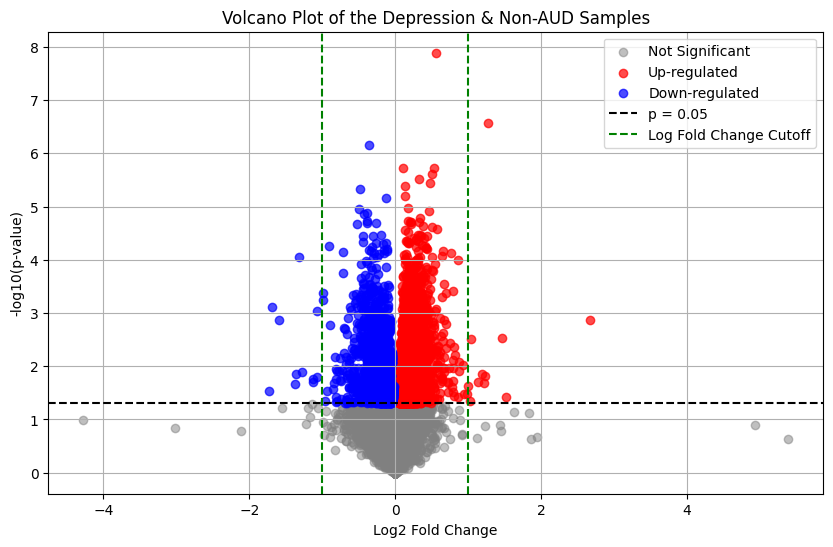 Volcano Plot of the Depression & Non-AUD Samples
8
7
6
5
4
3
2
1
0
-log10(p-value)
Not Significant
Up-regulated
Down-regulated
p = 0.05
Log Fold Change Cutoff
−4
−2
0
2
4
Log2 Fold Change